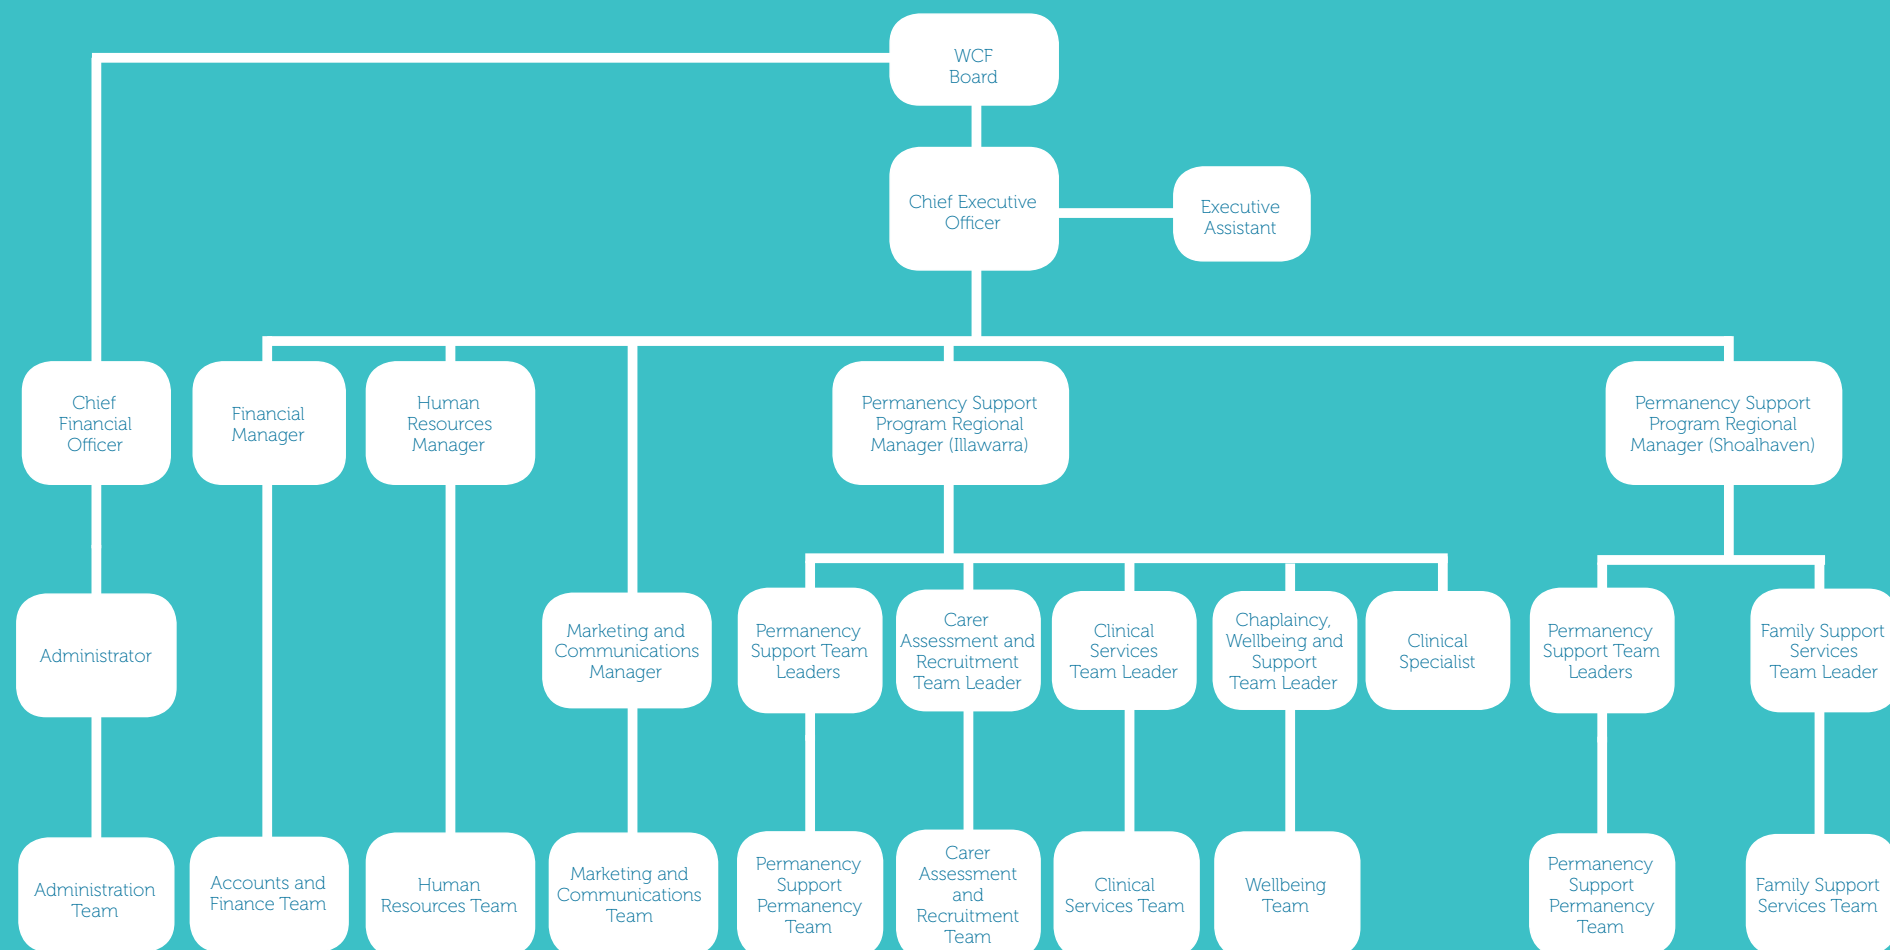 WCF
Board
Chief Executive
Officer
Executive
Assistant
Chief
Financial
Officer
Financial
Manager
Human
Resources
Manager
Permanency Support
Program Regional
Manager (Illawarra)
Permanency Support
Program Regional
Manager (Shoalhaven)
Administrator
Marketing and
Communications
Manager
Permanency
Support Team
Leaders
Carer
Assessment and
Recruitment
Team Leader
Clinical
Services
Team Leader
Chaplaincy,
Wellbeing and
Support
Team Leader
Clinical
Specialist
Permanency
Support Team
Leaders
Family Support
Services
Team Leader
Administration
Team
Accounts and
Finance Team
Human
Resources Team
Marketing and
Communications
Team
Permanency
Support
Permanency
Team
Carer
Assessment
and
Recruitment
Team
Clinical
Services Team
Wellbeing
Team
Permanency
Support
Permanency
Team
Family Support
Services Team